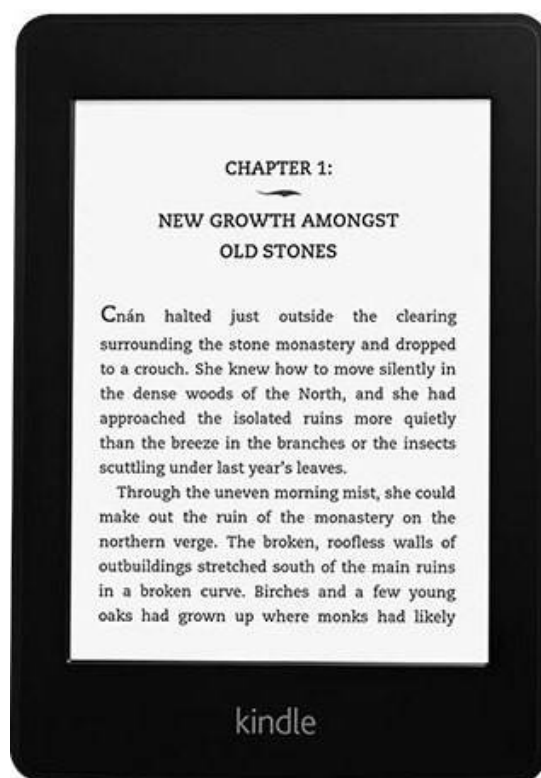 CHAPTER 1:
NEW GROWTH AMONGST
OLD STONES
Cnán halted just outside the clearing
surrounding the stone monastery and dropped
to a crouch. She knew how to move silently in
the dense woods of the North, and she had
approached the isolated ruins more quietly
than the breeze in the branches or the insects
scuttling under last year’s leaves.
Through the uneven morning mist, she could
make out the ruin of the monastery on the
northern verge. The broken, roofless walls of
outbuildings stretched south of the main ruins
in a broken curve. Birches and a few young
oaks had grown up where monks had likely
kindle